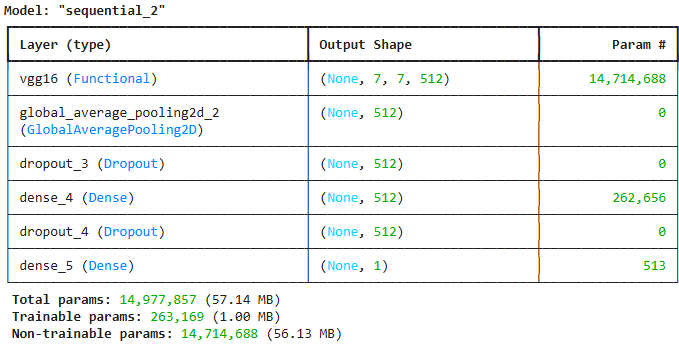 Model: "sequential_2"
Layer (type) Output Shape Param #
vgg16 (Functional) (None, 7, 7, 512) 14,714,688
global_average_pooling2d_2 (None, 512) 0
(GlobalAveragePooling2D)
dropout_3 (Dropout) (None, 512) 0
dense_4 (Dense) (None, 512) 262,656
dropout_4 (Dropout) (None, 512) 0
dense_5 (Dense) (None, 1) 513
Total params: 14,977,857 (57.14 MB)
Trainable params: 263,169 (1.00 MB)
Non-trainable params: 14,714,688 (56.13 MB)